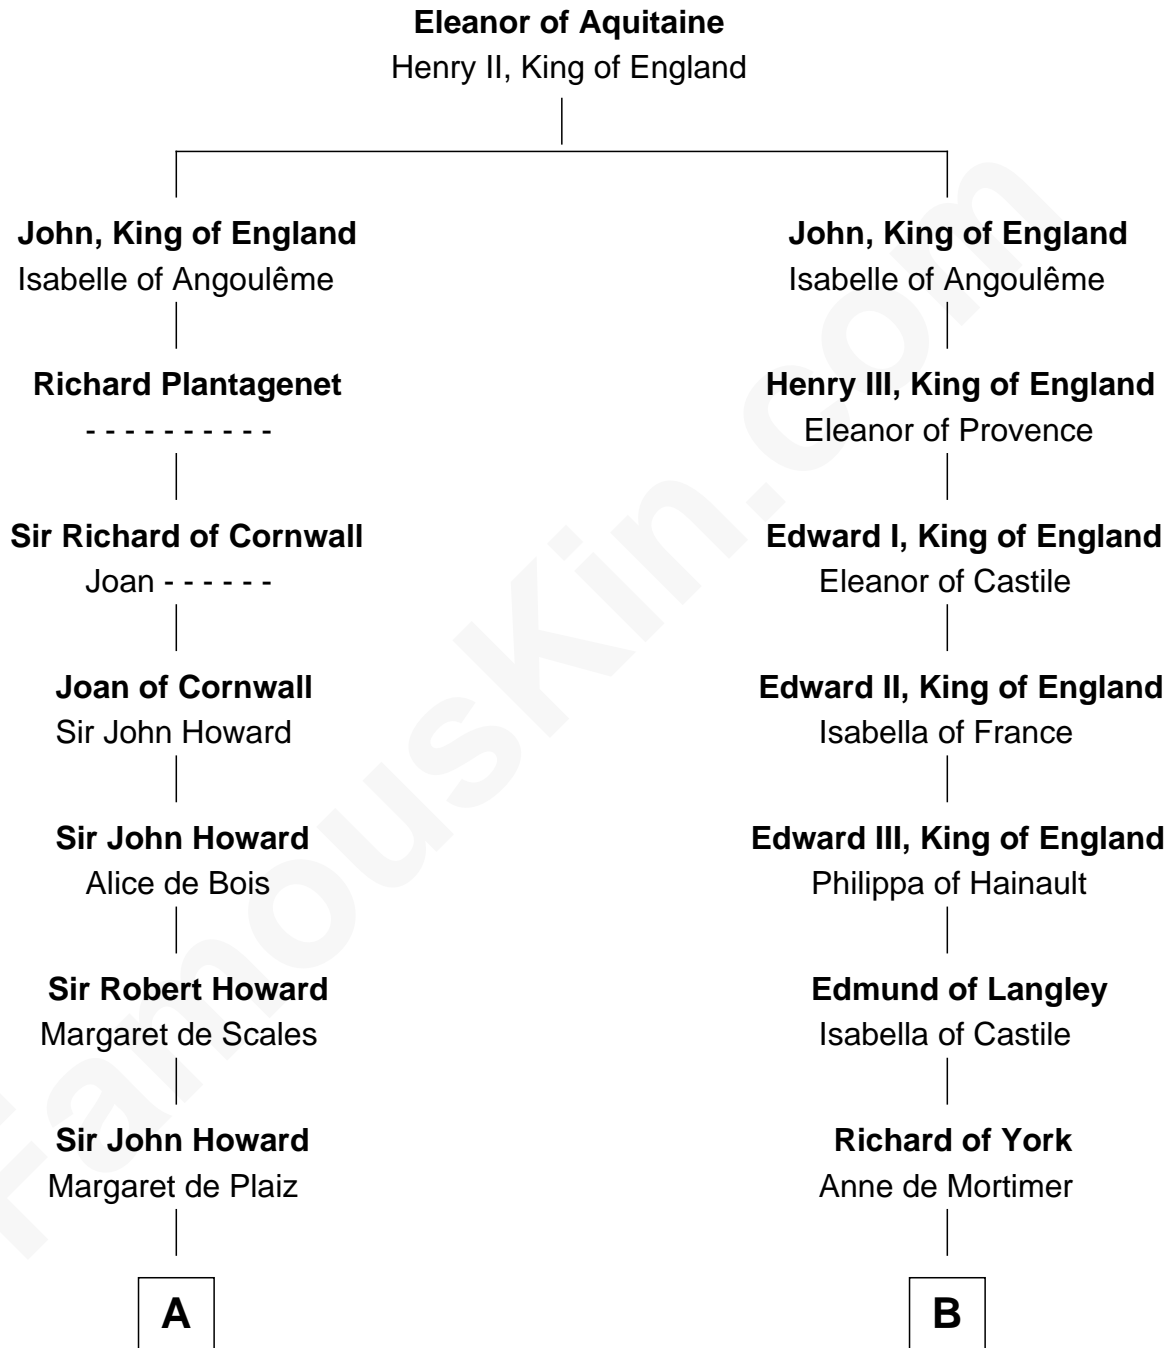 Eleanor of Aquitaine
Henry II, King of England
John, King of England
Isabelle of Angoulême
John, King of England
Isabelle of Angoulême
Richard Plantagenet
- - - - - - - - - -
Henry III, King of England
Eleanor of Provence
Sir Richard of Cornwall
Joan - - - - - -
Edward I, King of England
Eleanor of Castile
Joan of Cornwall
Sir John Howard
Edward II, King of England
Isabella of France
Sir John Howard
Alice de Bois
Edward III, King of England
Philippa of Hainault
Sir Robert Howard
Margaret de Scales
Edmund of Langley
Isabella of Castile
Sir John Howard
Margaret de Plaiz
Richard of York
Anne de Mortimer
A
B
FamousKin.com